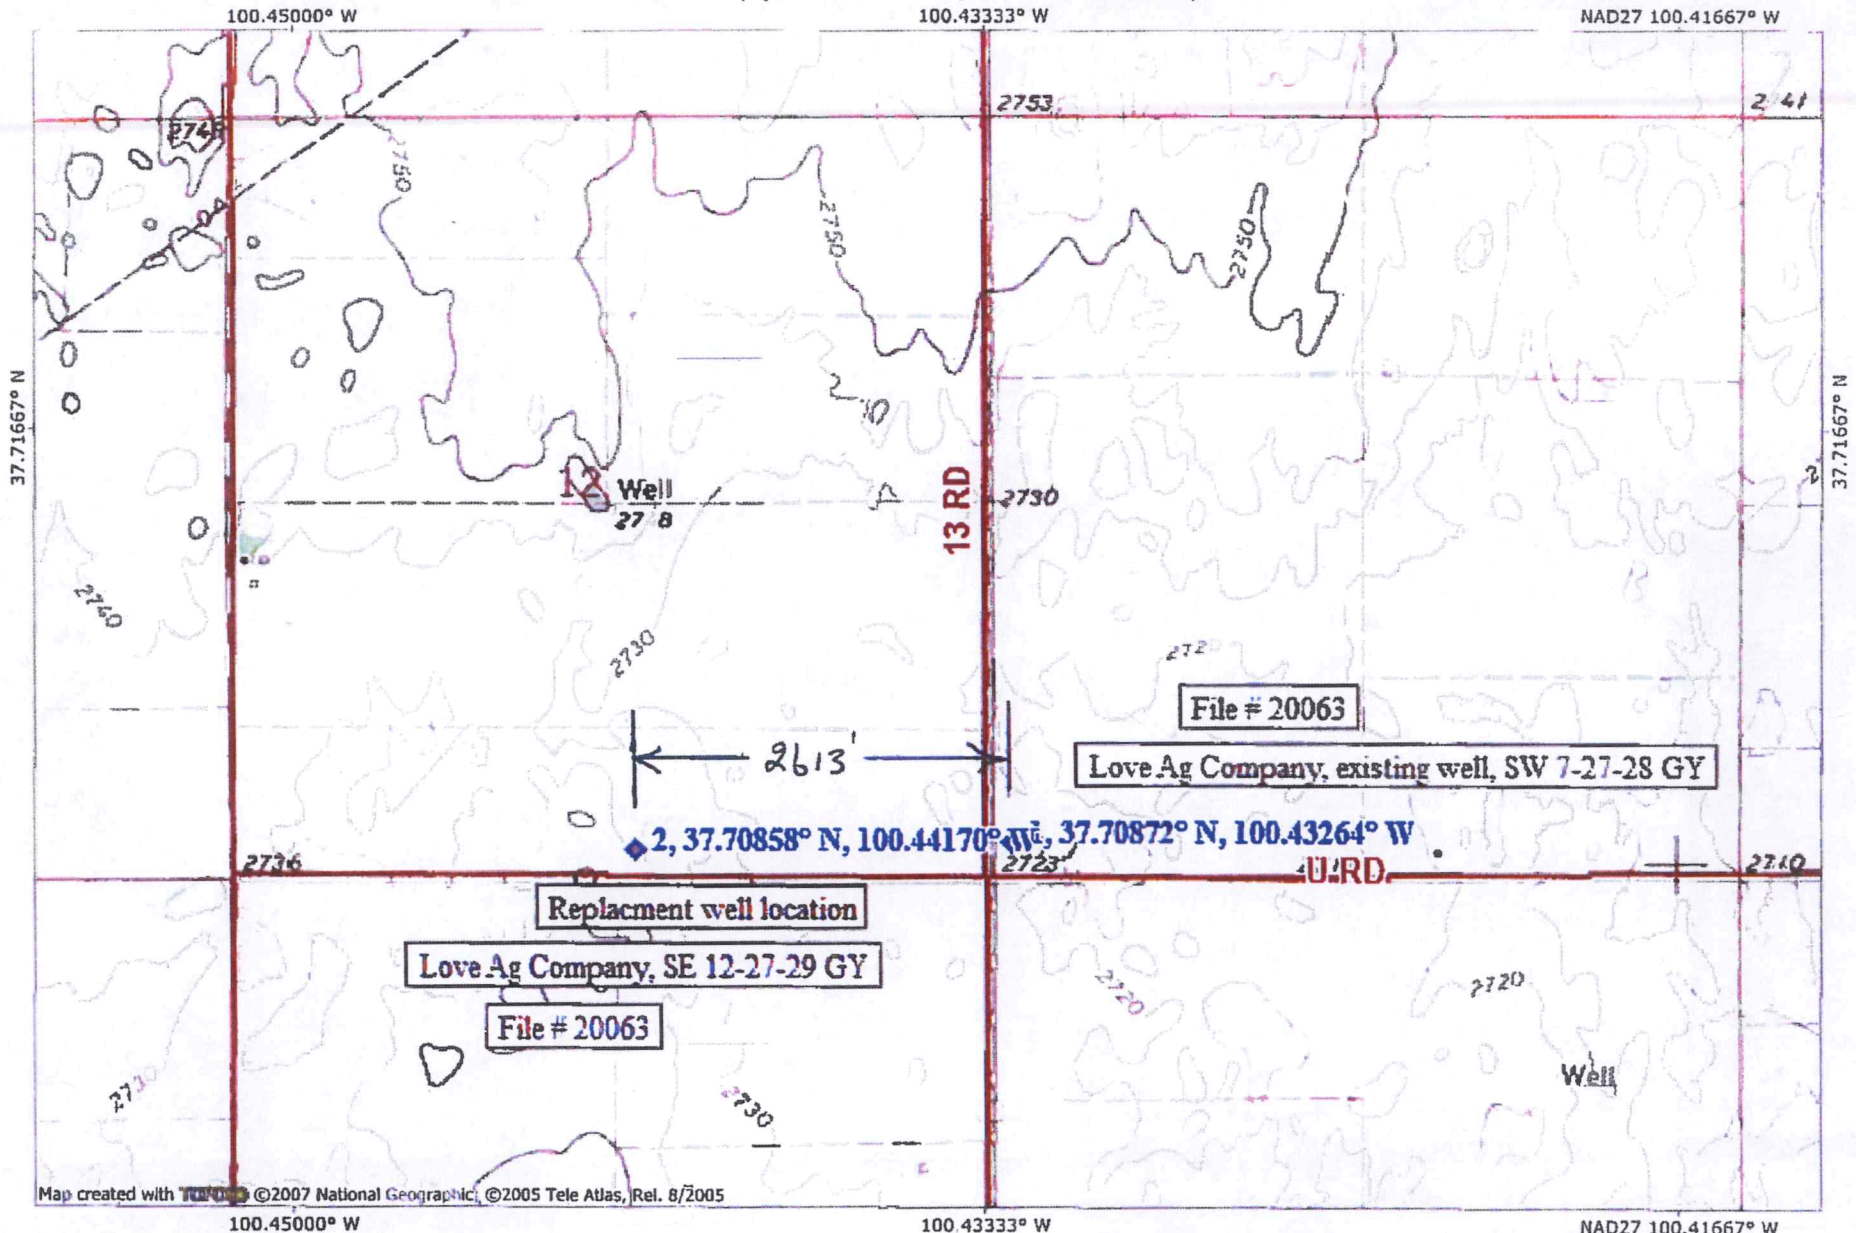 100.45000° W 100.43333° W NAD27 100.41667° W
2753
2750
2750
2750
37.71667° N
37.71667° N
13 RD
Well
2730
2740
2730
File # 20063
2613'
Love Ag Company, existing well, SW 7-27-28 GY
2, 37.70858° N, 100.44170° W
37.70872° N, 100.43264° W
2736
2723
U RD
2710
Replacment well location
Love Ag Company, SE 12-27-29 GY
File # 20063
2720
2720
Well
2730
Map created with TOPO! ©2007 National Geographic; ©2005 Tele Atlas, Rel. 8/2005
100.45000° W 100.43333° W NAD27 100.41667° W